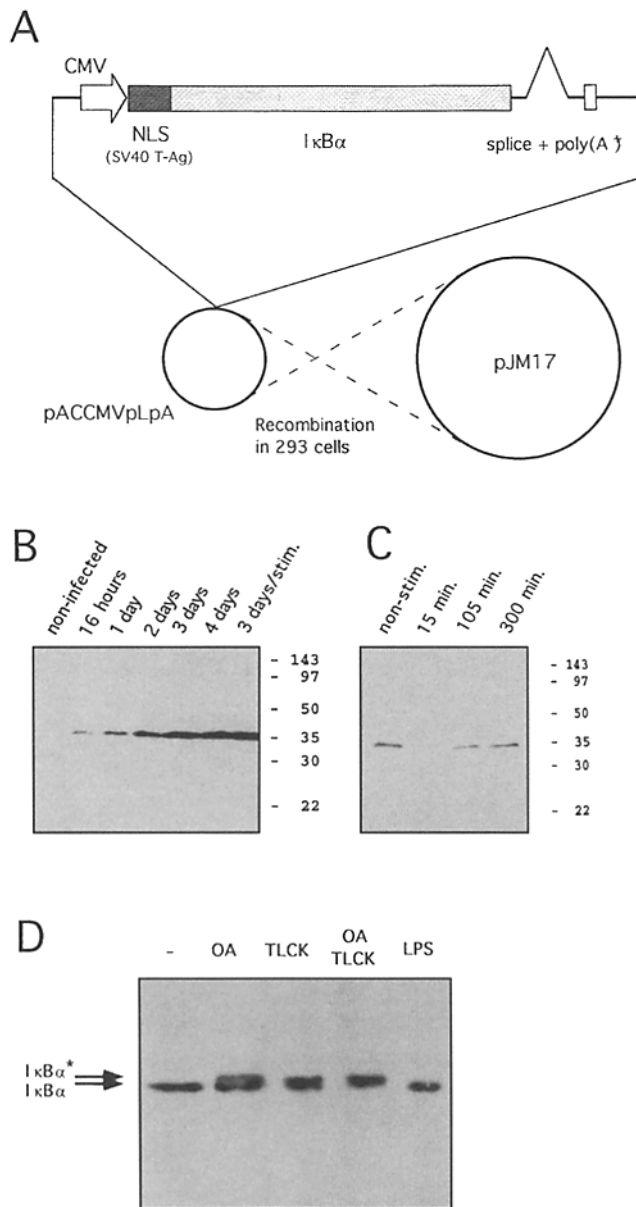 A
CMV
NLS
(SV40 T-Ag)
IκBα
splice + poly(A⁺)
pACCMVpLpA
pJM17
Recombination
in 293 cells
B
non-infected
16 hours
1 day
2 days
3 days
4 days
3 days/stim.
- 143
- 97
- 50
- 35
- 30
- 22
C
non-stim.
15 min.
105 min.
300 min.
- 143
- 97
- 50
- 35
- 30
- 22
D
- OA TLCK OA TLCK LPS
IκBα*
IκBα